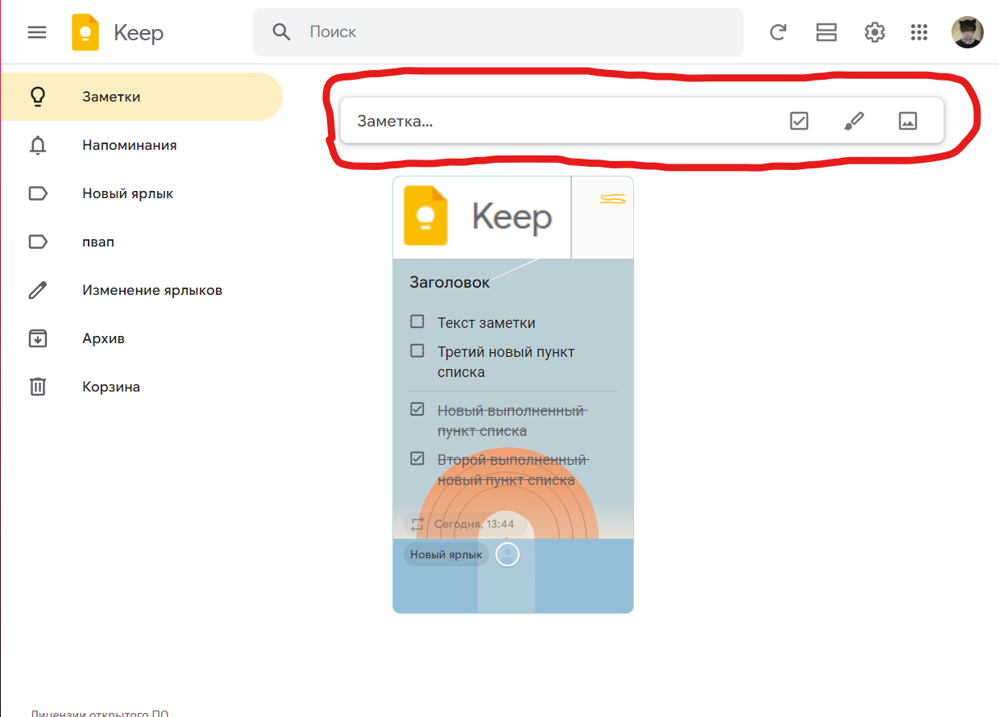 Keep
Поиск
Заметки
Напоминания
Новый ярлык
пвап
Изменение ярлыков
Архив
Корзина
Заметка...
Keep
Заголовок
Текст заметки
Третий новый пункт
списка
Новый выполненный
пункт списка
Второй выполненный
новый пункт списка
Сегодня, 13:44
Новый ярлык
Лицензии открытого ПО